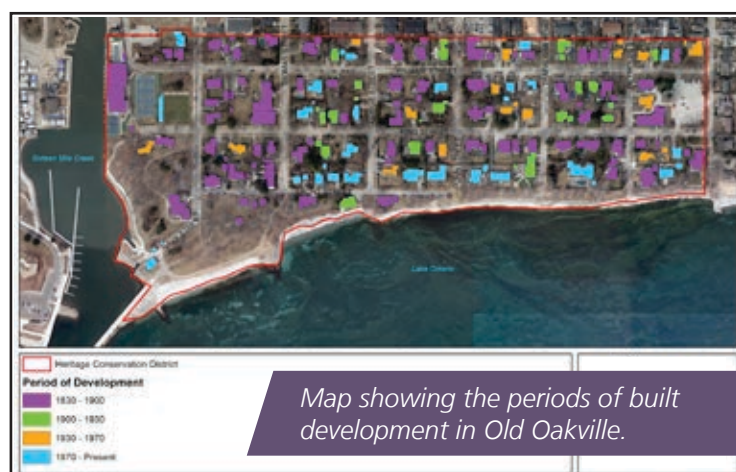 Sixteen Mile Creek
Lake Ontario
Heritage Conservation District
Period of Development
1830 - 1900
1900 - 1930
1930 - 1970
1970 - Present
Map showing the periods of built
development in Old Oakville.